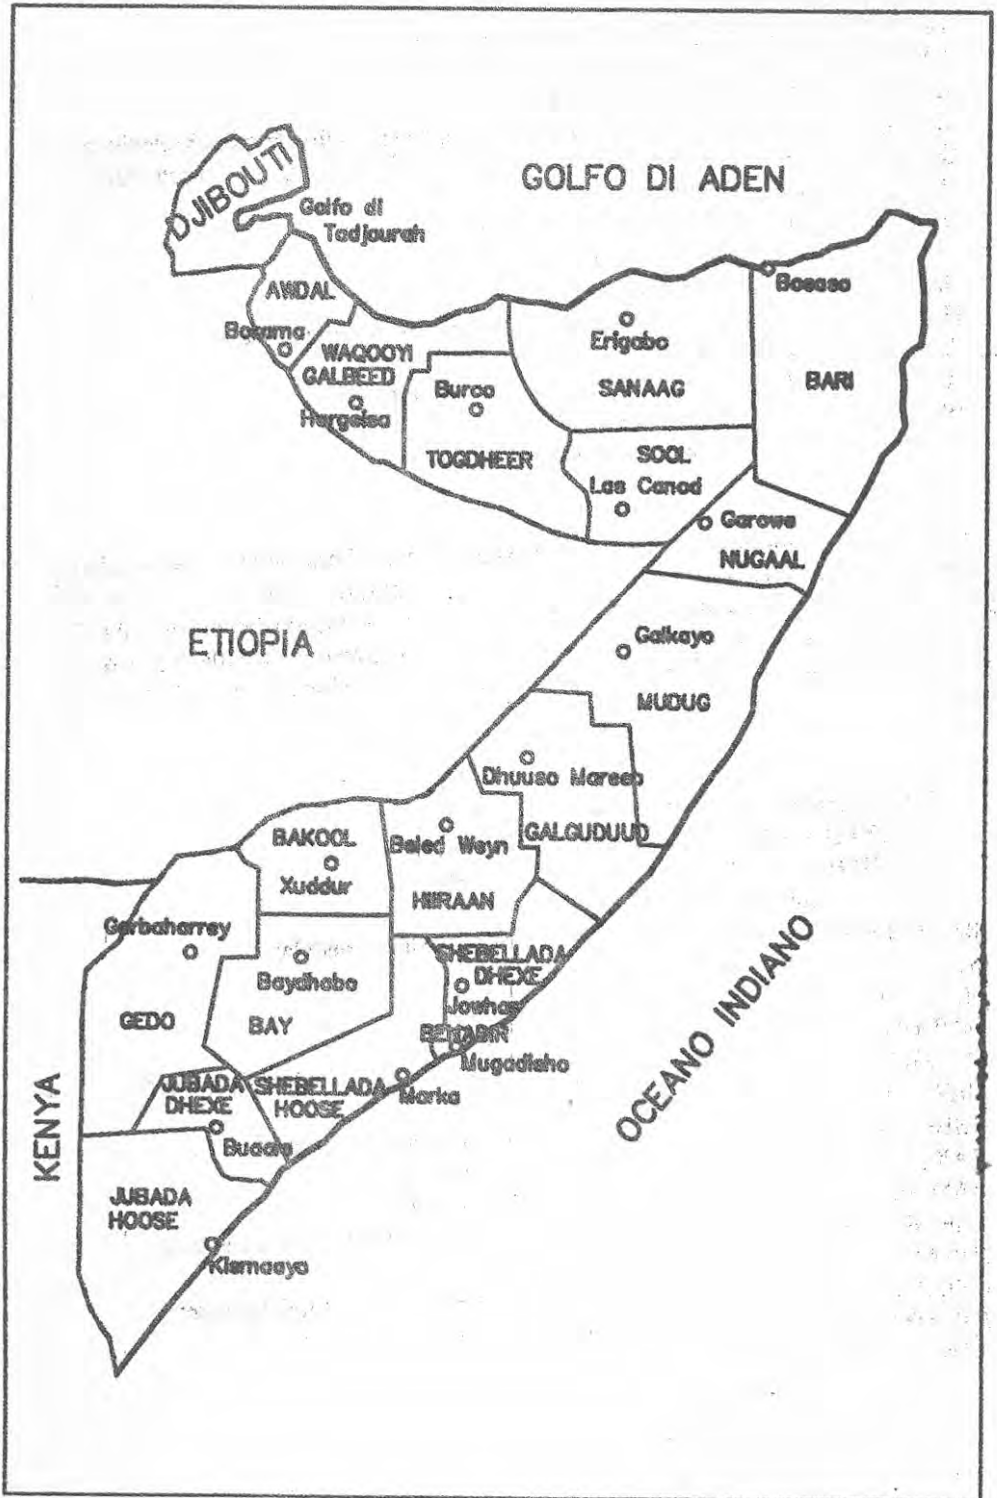 GOLFO DI ADEN
DJIBOUTI
Golfo di
Tadjourah
AWDAL
Borama
WAQOOYI
GALBEED
Hargeisa
Burco
TOGDHEER
Erigabo
SANAAG
Bosaso
BARI
SOOL
Las Canod
Garowe
NUGAAL
ETIOPIA
Galkayo
MUDUG
Dhuuso Mareeb
GALGUDUUD
BAKOOL
Xuddur
Beled Weyn
HIIRAAN
Garbaharrey
GEDO
Baydhabo
BAY
SHEBELLADA
DHEXE
Jowhar
BENADIR
Mugadisho
OCEANO INDIANO
KENYA
JUBADA
DHEXE
Buaale
SHEBELLADA
HOOSE
Marka
JUBADA
HOOSE
Kismaayo